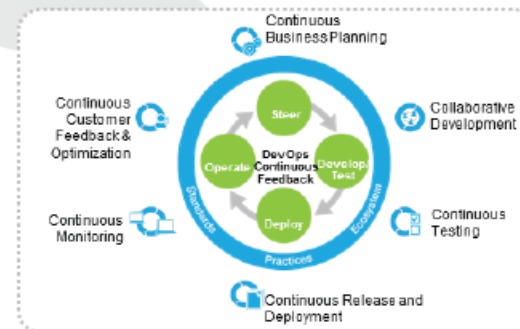 Continuous
Business Planning
Continuous
Customer
Feedback &
Optimization
Collaborative
Development
Steer
Operate
DevOps
Continuous
Feedback
Develop/
Test
Deploy
Standards
Practices
Ecosystem
Continuous
Monitoring
Continuous
Testing
Continuous Release and
Deployment